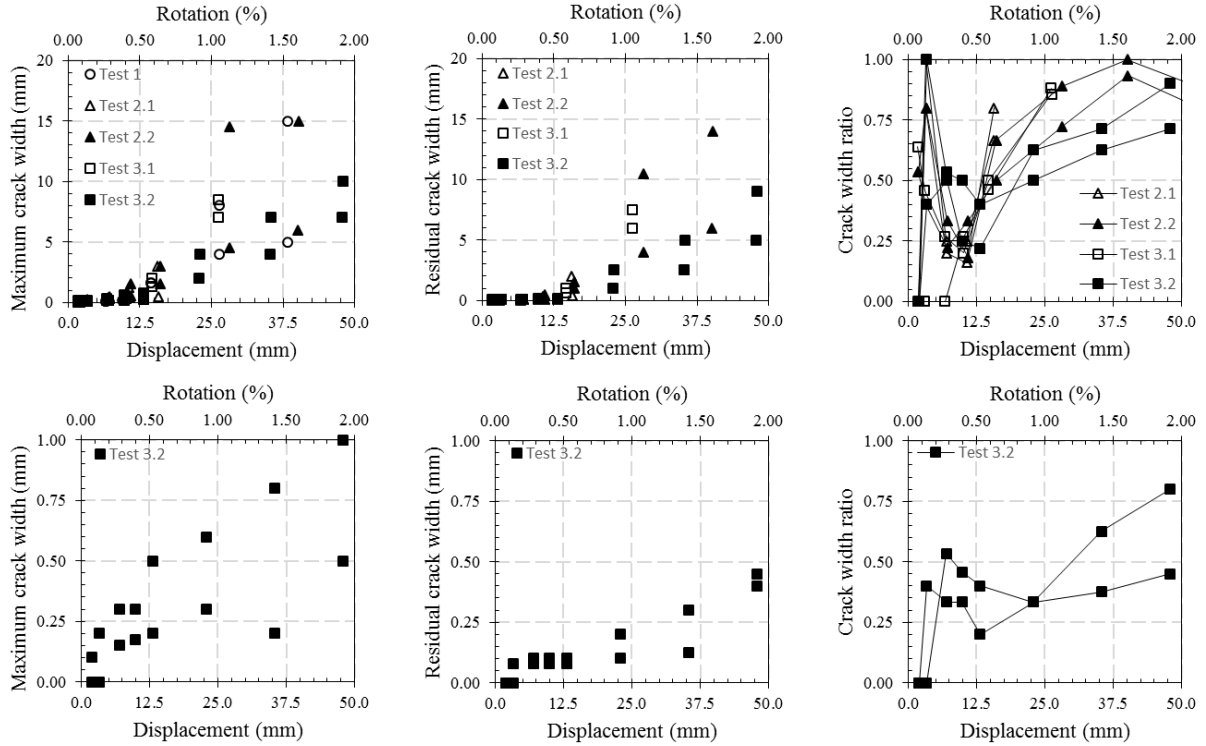 Rotation (%)
0.00 0.50 1.00 1.50 2.00
20
15
10
5
0
Maximum crack width (mm)
Test 1
Test 2.1
Test 2.2
Test 3.1
Test 3.2
0.0 12.5 25.0 37.5 50.0
Displacement (mm)
Rotation (%)
0.00 0.50 1.00 1.50 2.00
20
15
10
5
0
Residual crack width (mm)
Test 2.1
Test 2.2
Test 3.1
Test 3.2
0.0 12.5 25.0 37.5 50.0
Displacement (mm)
Rotation (%)
0.00 0.50 1.00 1.50 2.00
1.00
0.75
0.50
0.25
0.00
Crack width ratio
Test 2.1
Test 2.2
Test 3.1
Test 3.2
0.0 12.5 25.0 37.5 50.0
Displacement (mm)
Rotation (%)
0.00 0.50 1.00 1.50 2.00
1.00
0.75
0.50
0.25
0.00
Maximum crack width (mm)
Test 3.2
0.0 12.5 25.0 37.5 50.0
Displacement (mm)
Rotation (%)
0.00 0.50 1.00 1.50 2.00
1.00
0.75
0.50
0.25
0.00
Residual crack width (mm)
Test 3.2
0.0 12.5 25.0 37.5 50.0
Displacement (mm)
Rotation (%)
0.00 0.50 1.00 1.50 2.00
1.00
0.75
0.50
0.25
0.00
Crack width ratio
Test 3.2
0.0 12.5 25.0 37.5 50.0
Displacement (mm)